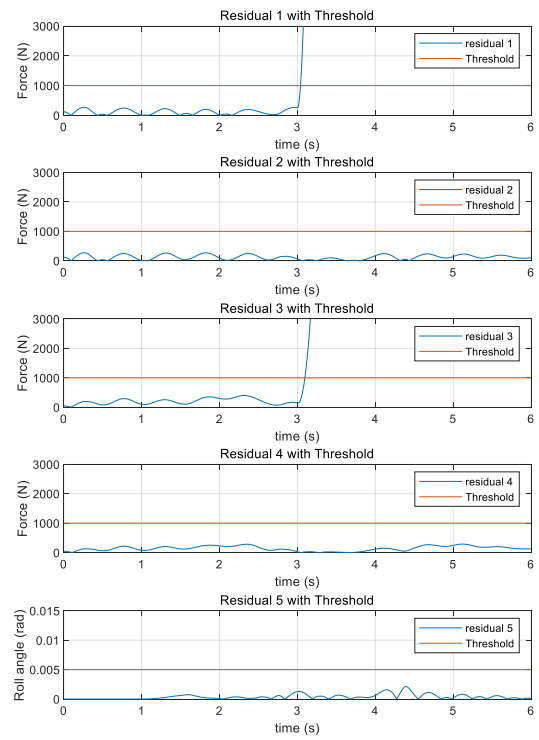 Residual 1 with Threshold
3000
2000
1000
0
Force (N)
residual 1
Threshold
0 1 2 3 4 5 6
time (s)
Residual 2 with Threshold
3000
2000
1000
0
Force (N)
residual 2
Threshold
0 1 2 3 4 5 6
time (s)
Residual 3 with Threshold
3000
2000
1000
0
Force (N)
residual 3
Threshold
0 1 2 3 4 5 6
time (s)
Residual 4 with Threshold
3000
2000
1000
0
Force (N)
residual 4
Threshold
0 1 2 3 4 5 6
time (s)
Residual 5 with Threshold
0.015
0.01
0.005
0
Roll angle (rad)
residual 5
Threshold
0 1 2 3 4 5 6
time (s)